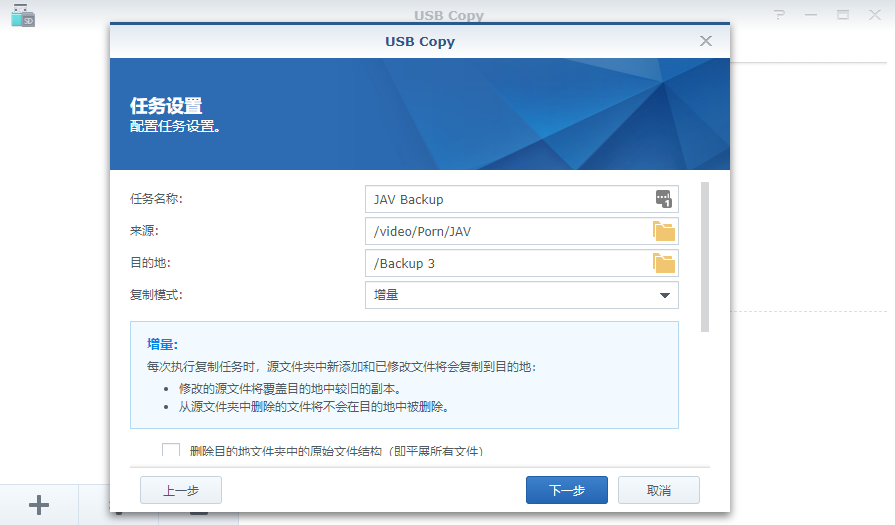 SD
USB Copy
USB Copy
任务设置
配置任务设置。
任务名称:
JAV Backup
来源:
/video/Porn/JAV
目的地:
/Backup 3
复制模式:
增量
增量:
每次执行复制任务时，源文件夹中新添加和已修改文件将会复制到目的地:
• 修改的源文件将覆盖目的地中较旧的副本。
• 从源文件夹中删除的文件将不会在目的地中被删除。
删除目的地文件夹中的原始文件结构（即平展所有文件）
上一步
下一步
取消